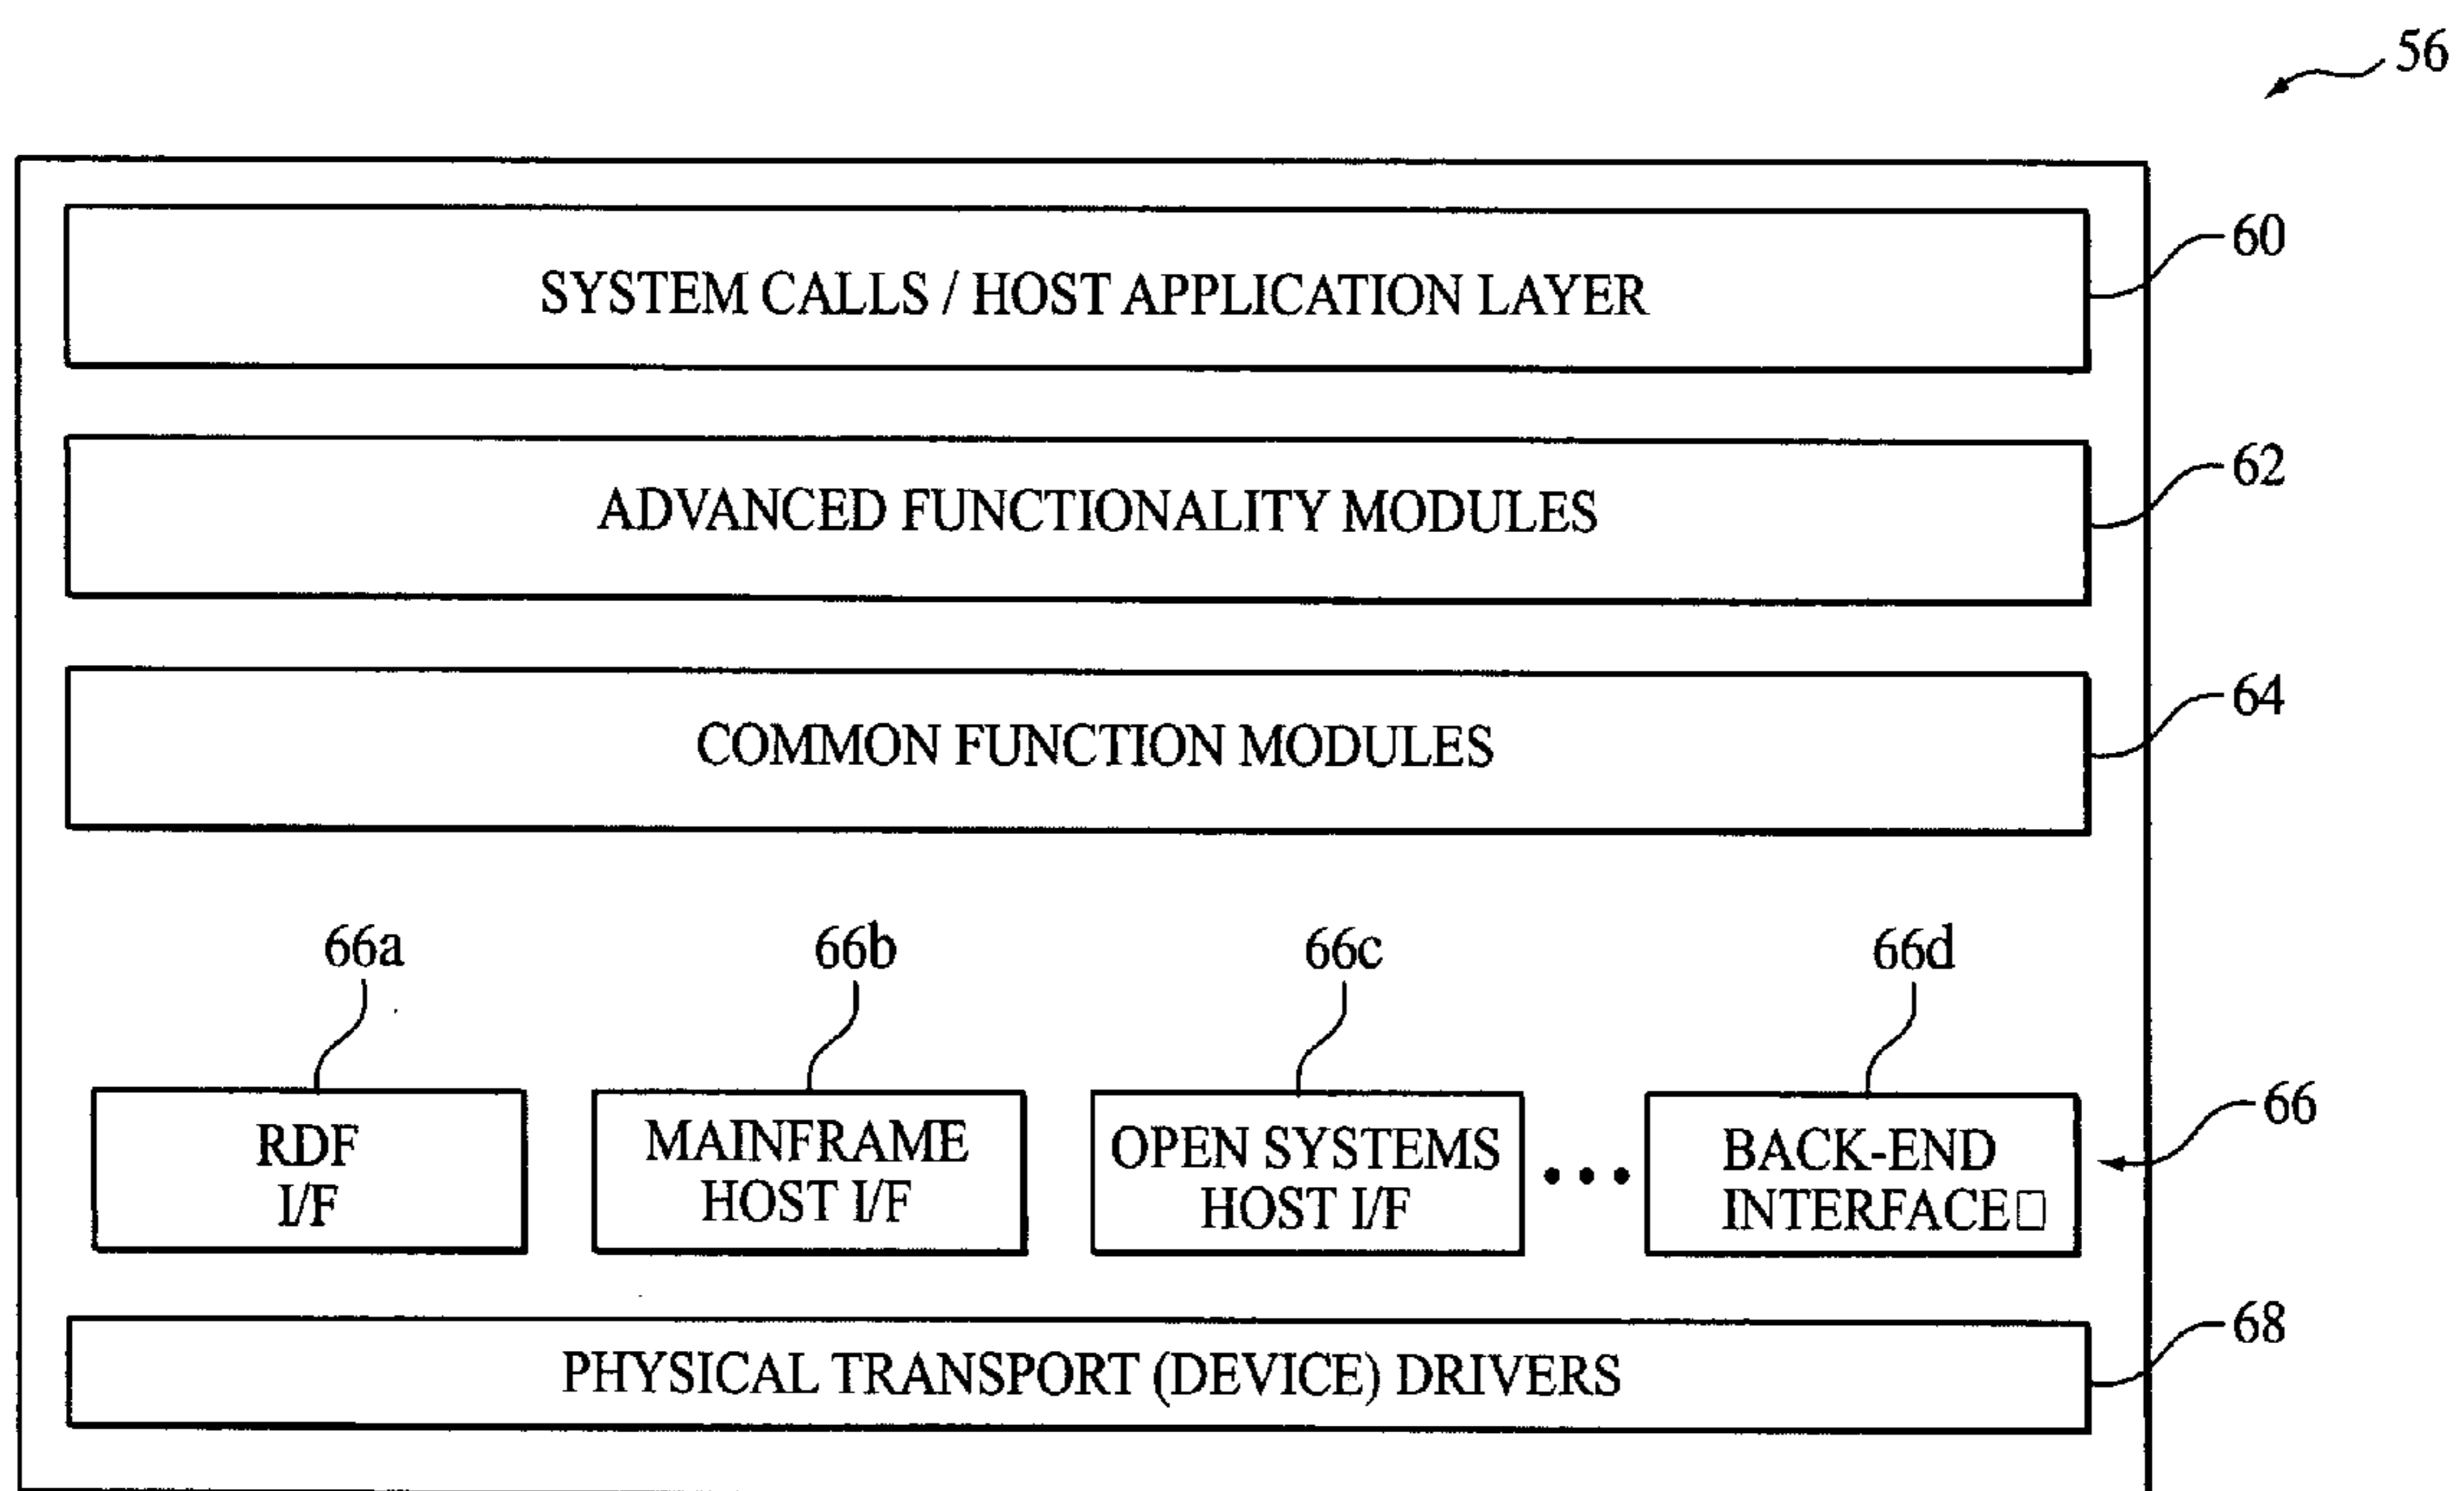 56
SYSTEM CALLS / HOST APPLICATION LAYER
60
ADVANCED FUNCTIONALITY MODULES
62
COMMON FUNCTION MODULES
64
66a
66b
66c
66d
RDF
I/F
MAINFRAME
HOST I/F
OPEN SYSTEMS
HOST I/F
• • •
BACK-END
INTERFACE□
66
PHYSICAL TRANSPORT (DEVICE) DRIVERS
68